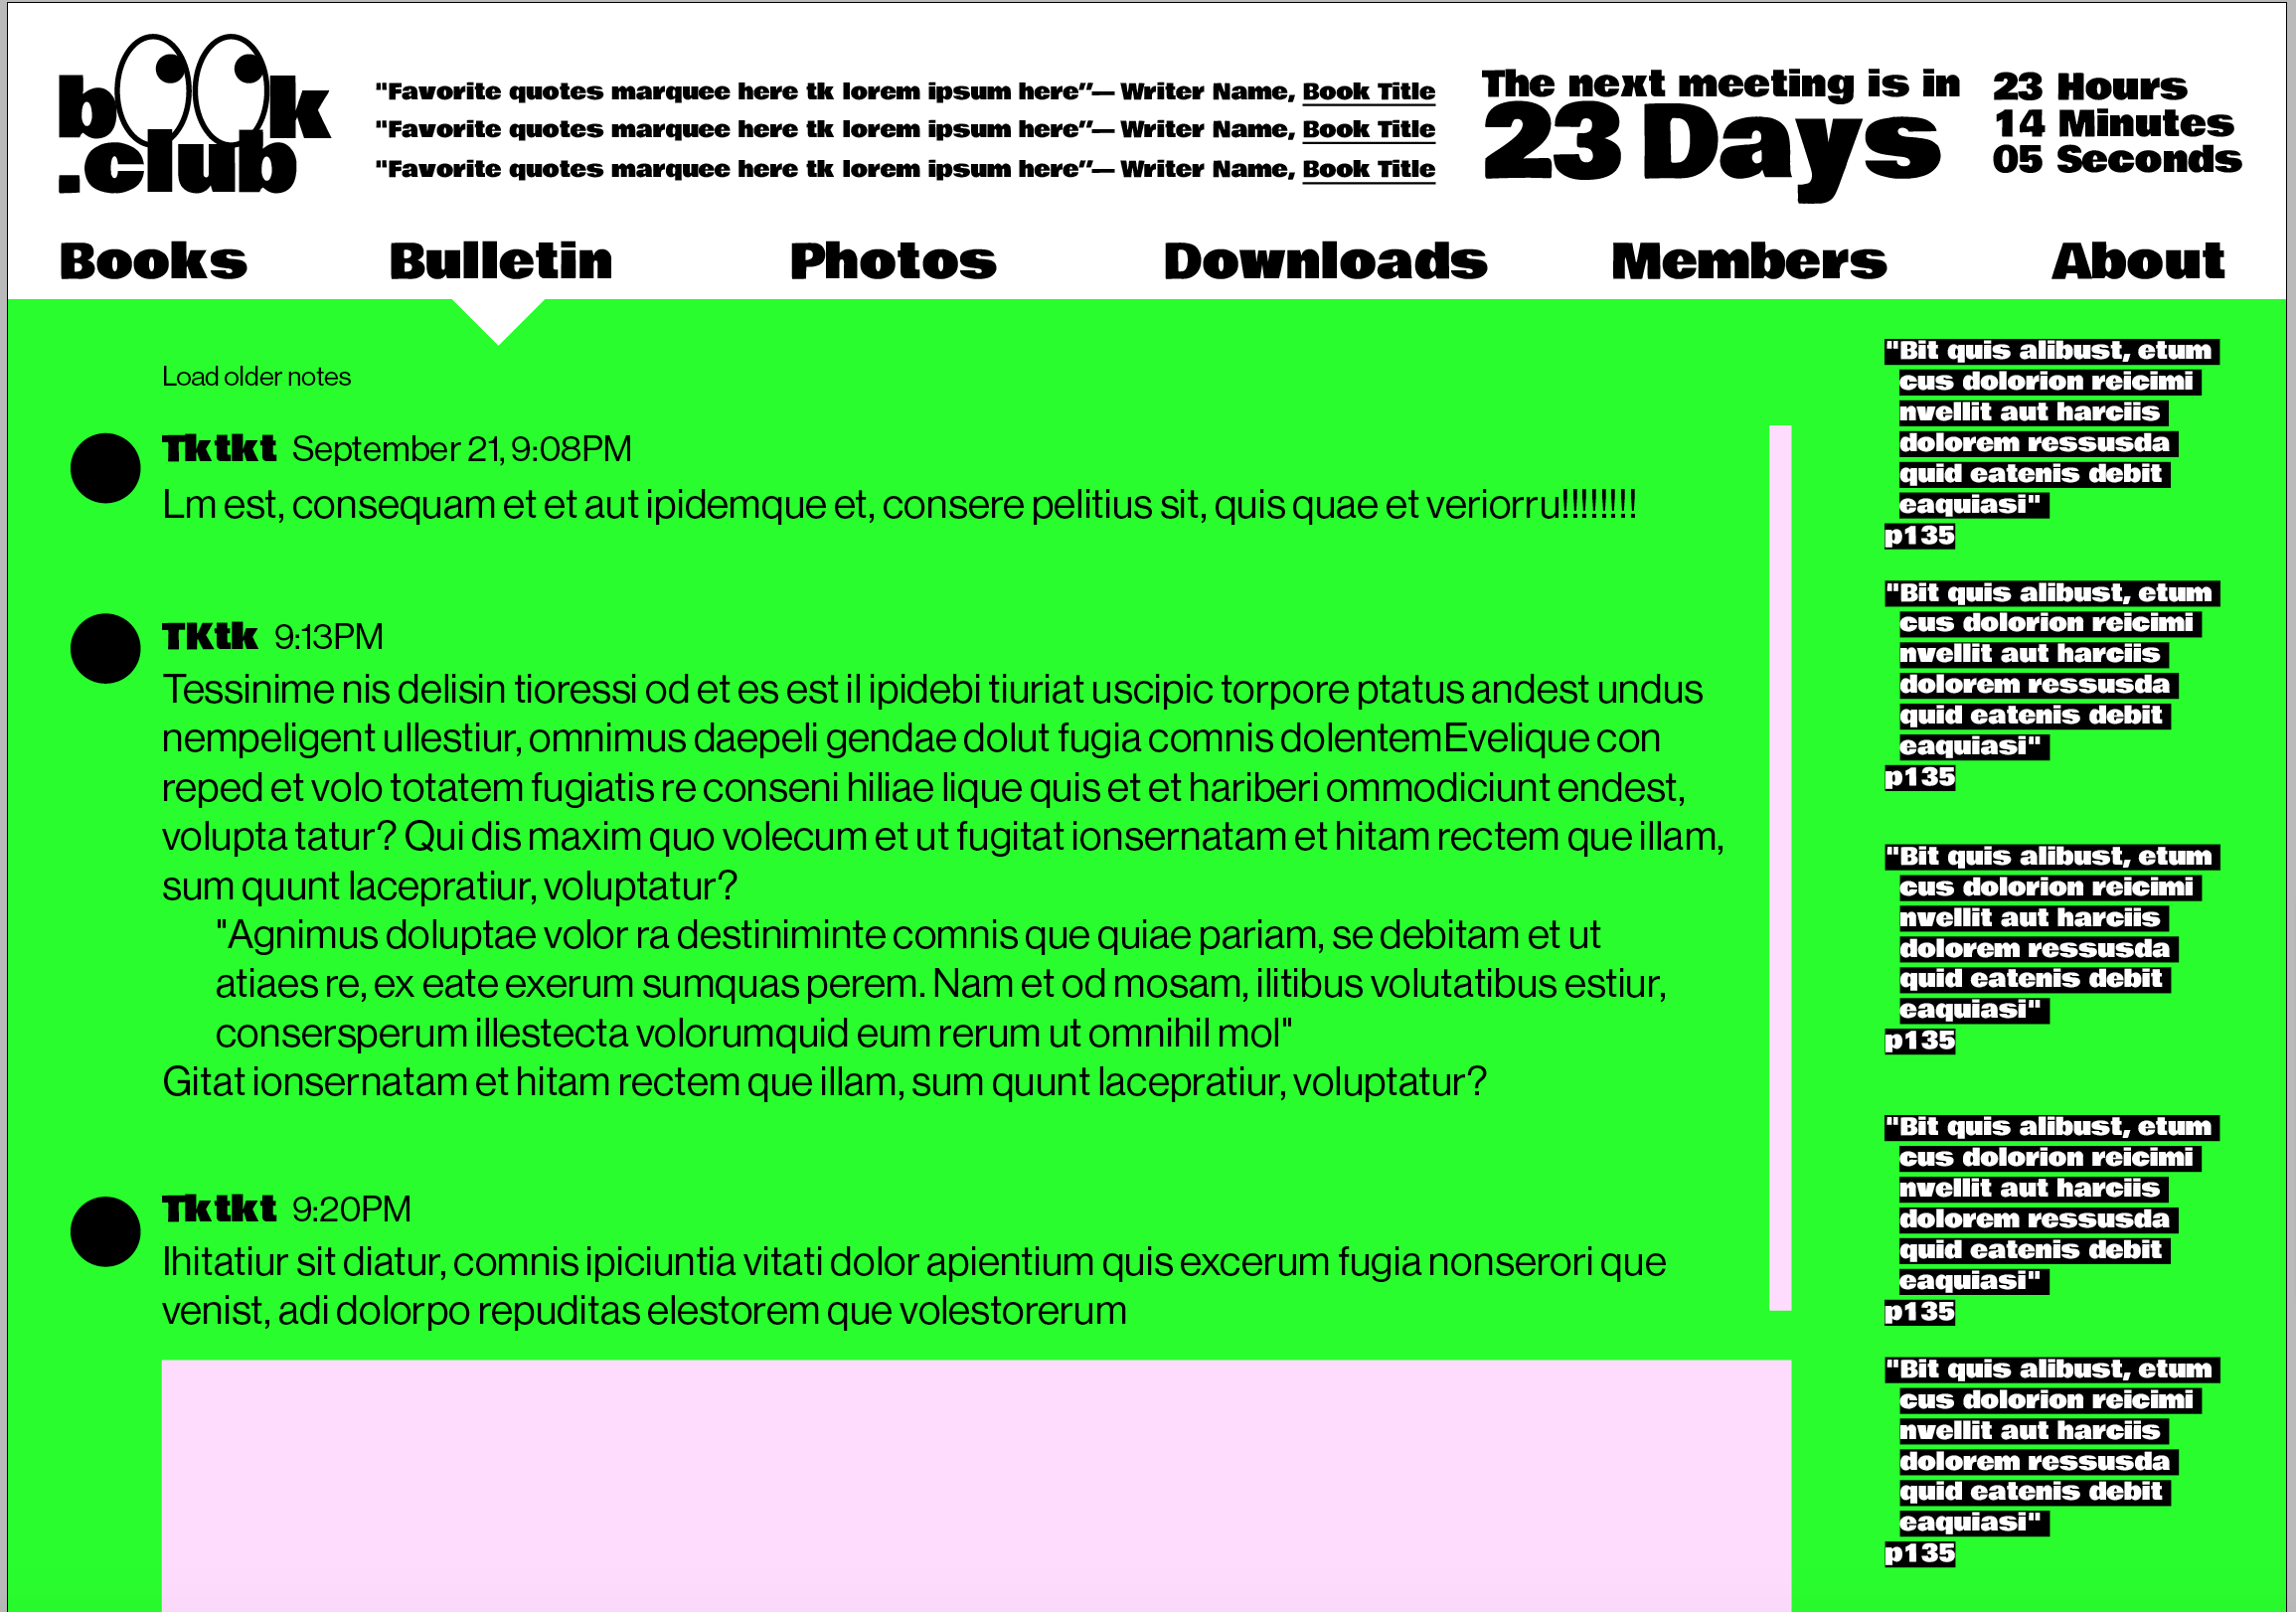 book
.club
"Favorite quotes marquee here tk lorem ipsum here”— Writer Name, Book Title
"Favorite quotes marquee here tk lorem ipsum here”— Writer Name, Book Title
"Favorite quotes marquee here tk lorem ipsum here”— Writer Name, Book Title
The next meeting is in
23 Days
23 Hours
14 Minutes
05 Seconds
Books
Bulletin
Photos
Downloads
Members
About
Load older notes
Tktkt September 21, 9:08PM
Lm est, consequam et et aut ipidemque et, consere pelitius sit, quis quae et veriorru!!!!!!!!
TKtk 9:13PM
Tessinime nis delisin tioressi od et es est il ipidebi tiuriat uscipic torpore ptatus andest undus
nempeligent ullestiur, omnimus daepeli gendae dolut fugia comnis dolentemEvelique con
reped et volo totatem fugiatis re conseni hiliae lique quis et et hariberi ommodiciunt endest,
volupta tatur? Qui dis maxim quo volecum et ut fugitat ionsernatam et hitam rectem que illam,
sum quunt lacepratiur, voluptatur?
"Agnimus doluptae volor ra destiniminte comnis que quiae pariam, se debitam et ut
atiaes re, ex eate exerum sumquas perem. Nam et od mosam, ilitibus volutatibus estiur,
consersperum illestecta volorumquid eum rerum ut omnihil mol"
Gitat ionsernatam et hitam rectem que illam, sum quunt lacepratiur, voluptatur?
Tktkt 9:20PM
Ihitatiur sit diatur, comnis ipiciuntia vitati dolor apientium quis excerum fugia nonserori que
venist, adi dolorpo repuditas elestorem que volestorerum
"Bit quis alibust, etum
cus dolorion reicimi
nvellit aut harciis
dolorem ressusda
quid eatenis debit
eaquiasi"
p135
"Bit quis alibust, etum
cus dolorion reicimi
nvellit aut harciis
dolorem ressusda
quid eatenis debit
eaquiasi"
p135
"Bit quis alibust, etum
cus dolorion reicimi
nvellit aut harciis
dolorem ressusda
quid eatenis debit
eaquiasi"
p135
"Bit quis alibust, etum
cus dolorion reicimi
nvellit aut harciis
dolorem ressusda
quid eatenis debit
eaquiasi"
p135
"Bit quis alibust, etum
cus dolorion reicimi
nvellit aut harciis
dolorem ressusda
quid eatenis debit
eaquiasi"
p135